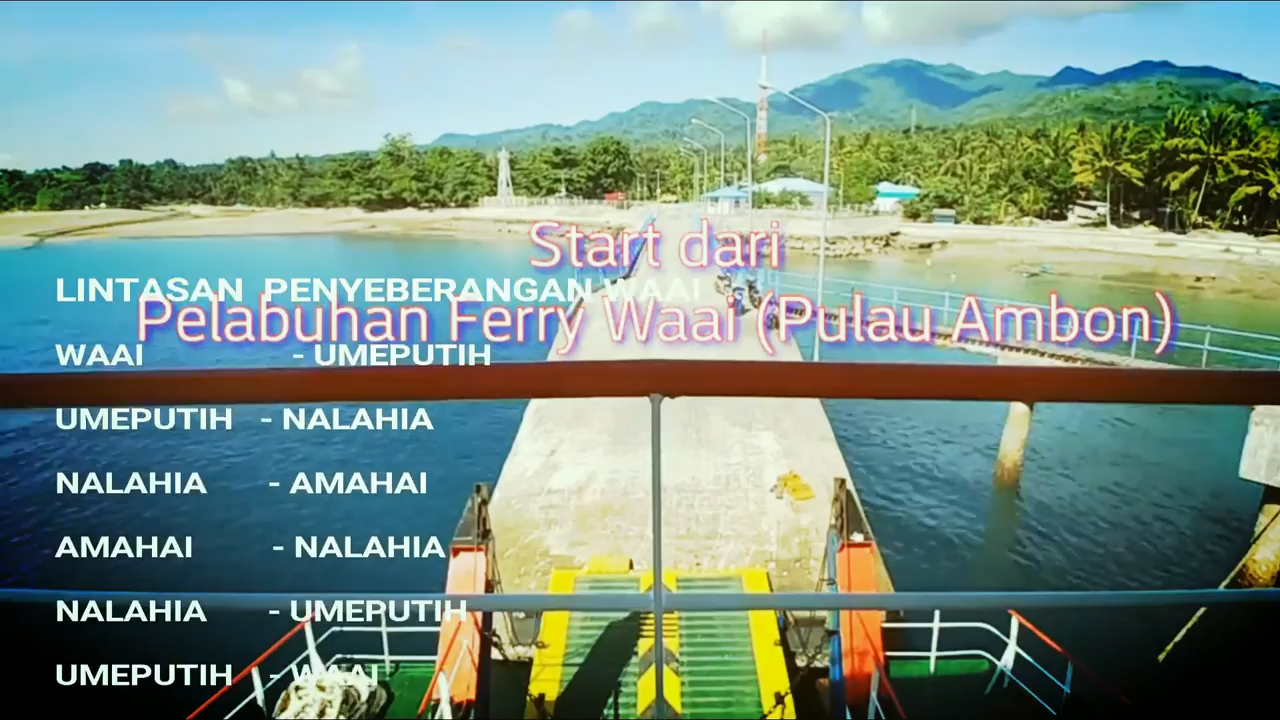 Start dari
Pelabuhan Ferry Waai (Pulau Ambon)
LINTASAN PENYEBERANGAN WAAI
WAAI - UMEPUTIH
UMEPUTIH - NALAHIA
NALAHIA - AMAHAI
AMAHAI - NALAHIA
NALAHIA - UMEPUTIH
UMEPUTIH - WAAI